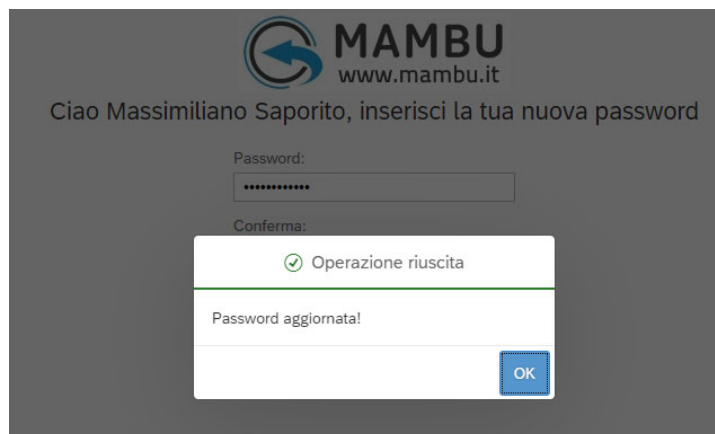 MAMBU
www.mambu.it
Ciao Massimiliano Saporito, inserisci la tua nuova password
Password:
••••••••••••
Conferma:
Operazione riuscita
Password aggiornata!
OK